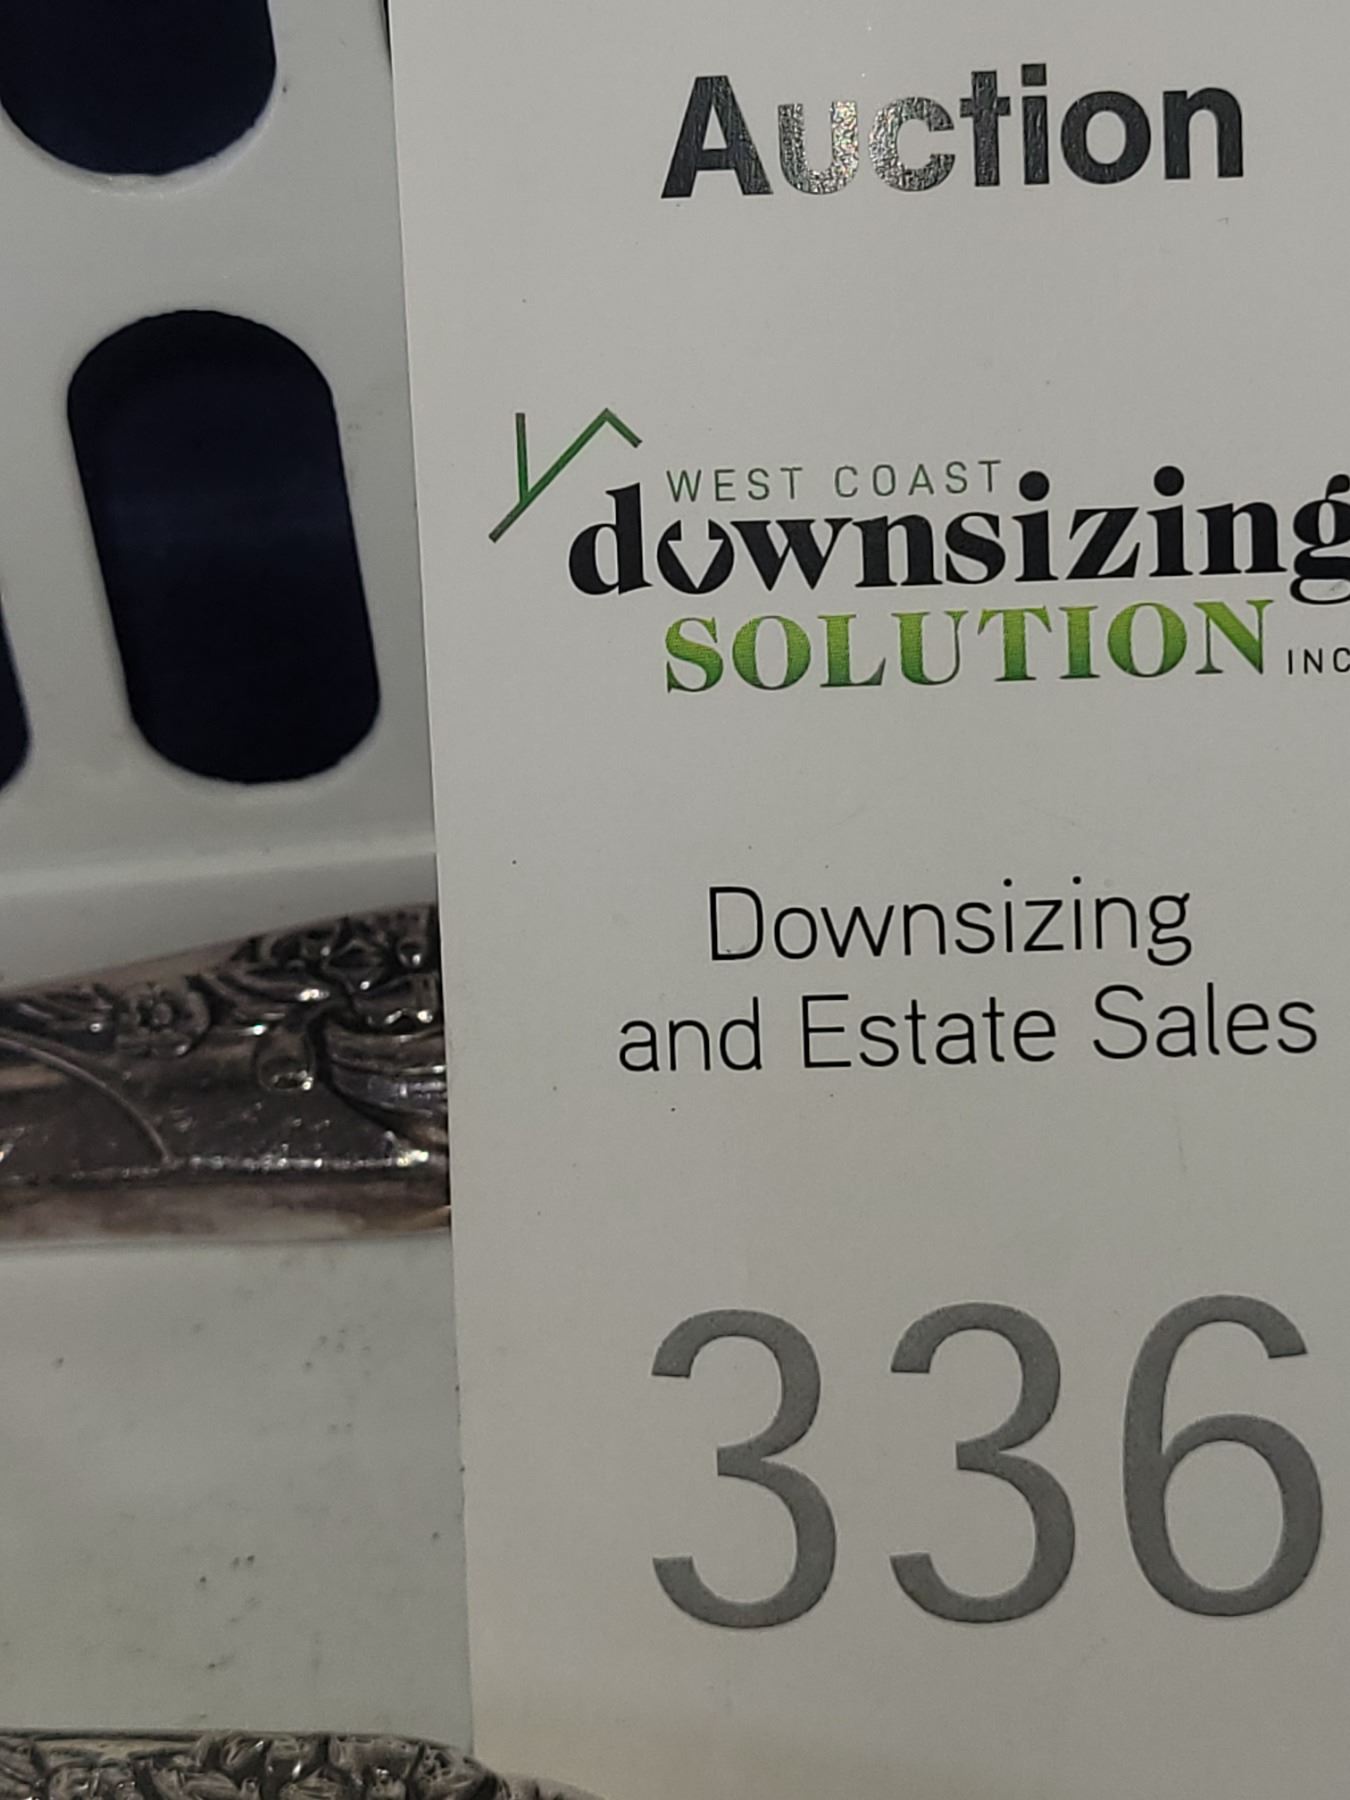 Auction
WEST COAST
downsizing
SOLUTION INC
Downsizing
and Estate Sales
336